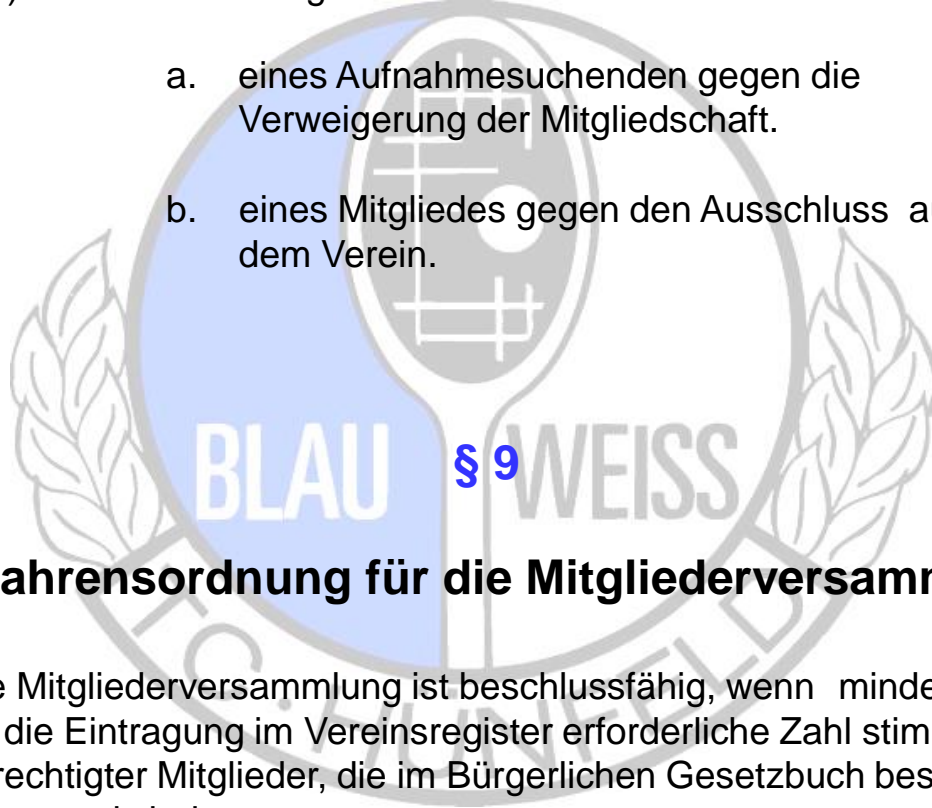 a. eines Aufnahmesuchenden gegen die
Verweigerung der Mitgliedschaft.
b. eines Mitgliedes gegen den Ausschluss
dem Verein.
BLAU WEISS
§ 9
ahrensordnung für die Mitgliederversamm
Mitgliederversammlung ist beschlussfähig, wenn minde
die Eintragung im Vereinsregister erforderliche Zahl stim
rechtigter Mitglieder, die im Bürgerlichen Gesetzbuch bes
TC. HÜNFELD